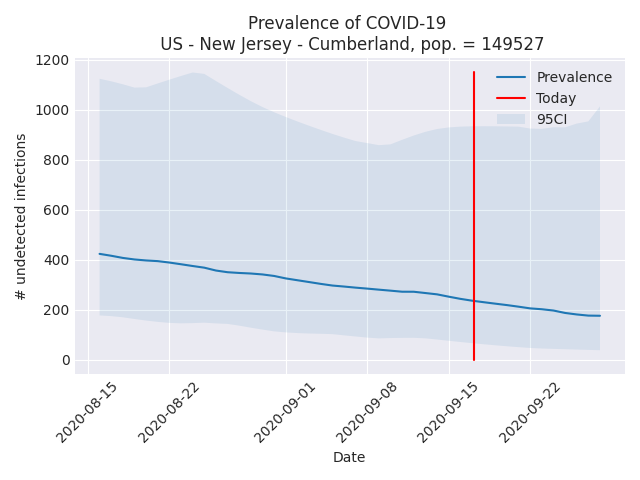 Prevalence of COVID-19
US - New Jersey - Cumberland, pop. = 149527
1200
1000
800
600
400
200
0
# undetected infections
Prevalence
Today
95CI
2020-08-15
2020-08-22
2020-09-01
2020-09-08
2020-09-15
2020-09-22
Date